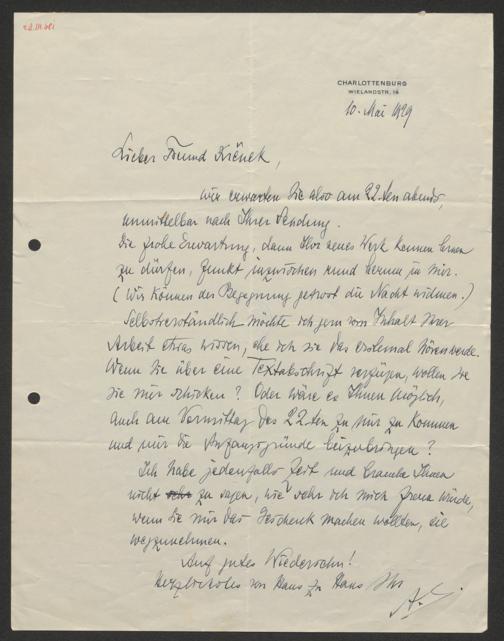 CHARLOTTENBURG
WIELANDSTR. 14
10. Mai 1929
Lieber Freund Křenek,
wir erwarten Sie also am 22.ten abends,
unmittelbar nach Ihrer Sendung.
Die frohe Erwartung, dann Ihr neues Werk kennen lernen
zu dürfen, funkt inzwischen rund herum in mir.
(Wir können der Begegnung getrost die Nacht widmen.)
Selbstverständlich möchte ich gern vom Inhalt Ihrer
Arbeit etwas wissen, ehe ich sie das erstemal hören werde.
Wenn Sie über eine Textabschrift verfügen, wollen Sie
sie mir schicken? Oder wäre es Ihnen möglich,
auch am Vormittag des 22.ten zu mir zu kommen
und mir die Anfangsgründe beizubringen?
Ich habe jedenfalls Zeit und brauche Ihnen
nicht zu sagen, wie sehr ich mich freuen würde,
wenn Sie mir das Geschenk machen wollten, sie
wegzunehmen.
Auf gutes Wiedersehn!
Herzlichstes von Haus zu Haus Ihr
A. S.